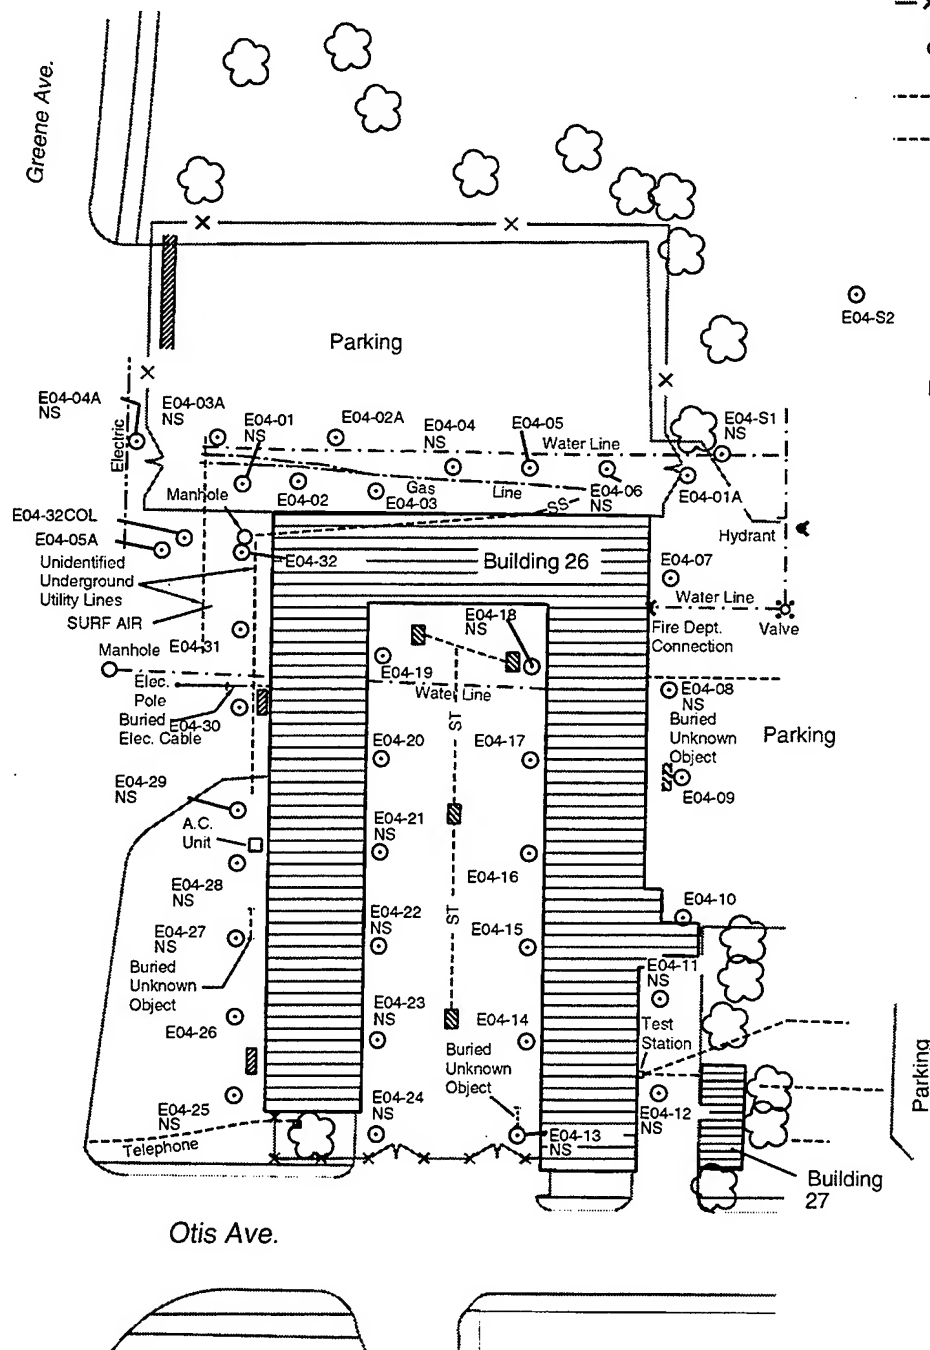 Greene Ave.
E04-S2
Parking
E04-04A
NS
E04-03A
NS
E04-01
NS
E04-02A
E04-04
NS
E04-05
E04-S1
NS
Water Line
Electric
Manhole
E04-02
Gas
Line
E04-03
SS
E04-06
NS
E04-01A
E04-32COL
E04-05A
Hydrant
Unidentified
Underground
Utility Lines
SURF AIR
E04-32
Building 26
E04-07
Water Line
E04-18
NS
Fire Dept.
Connection
Valve
E04-31
Manhole
E04-19
Elec.
Pole
Buried
Elec. Cable
E04-30
Water Line
E04-08
NS
Buried
Unknown
Object
Parking
ST
E04-20
E04-17
E04-29
NS
E04-09
A.C.
Unit
E04-21
NS
E04-28
NS
E04-16
E04-10
E04-22
NS
ST
E04-15
E04-27
NS
Buried
Unknown
Object
E04-11
NS
E04-23
NS
E04-14
E04-26
Test
Station
Buried
Unknown
Object
Parking
E04-25
NS
E04-24
NS
E04-12
NS
Telephone
E04-13
NS
Building
27
Otis Ave.